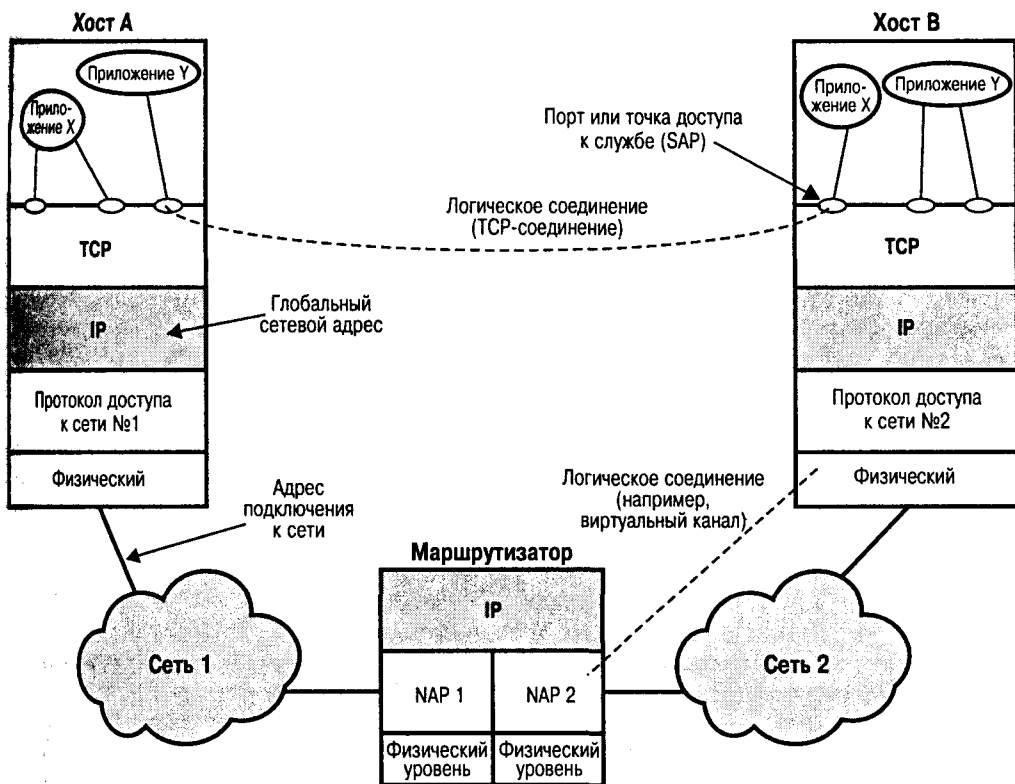 Хост А
Хост В
Приложение Y
Прило-
жение X
Прило-
жение X
Приложение Y
Порт или точка доступа
к службе (SAP)
Логическое соединение
(TCP-соединение)
TCP
TCP
Глобальный
сетевой адрес
IP
IP
Протокол доступа
к сети №1
Протокол доступа
к сети №2
Физический
Физический
Адрес
подключения
к сети
Логическое соединение
(например,
виртуальный канал)
Маршрутизатор
IP
Сеть 1
Сеть 2
NAP 1
NAP 2
Физический
уровень
Физический
уровень